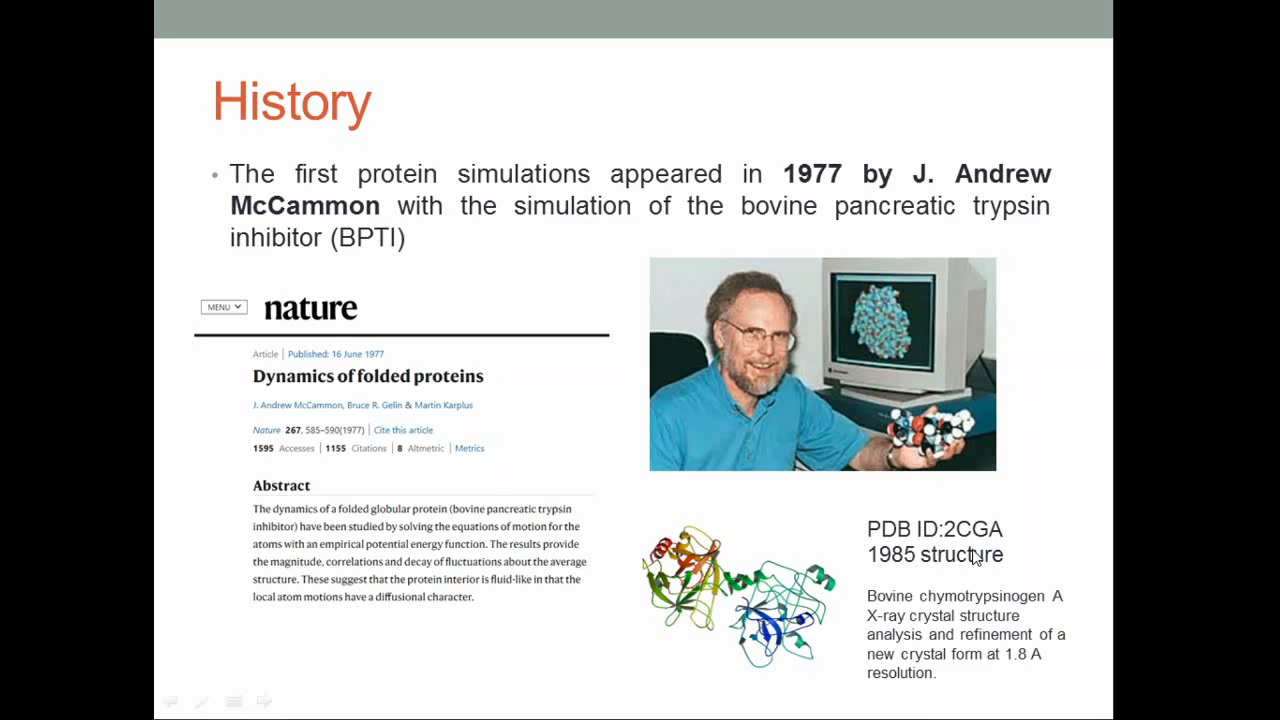 History
• The first protein simulations appeared in 1977 by J. Andrew
McCammon with the simulation of the bovine pancreatic trypsin
inhibitor (BPTI)
MENU
nature
Article | Published: 16 June 1977
Dynamics of folded proteins
J. Andrew McCammon, Bruce R. Gelin & Martin Karplus
Nature 267, 585–590(1977) | Cite this article
1595 Accesses | 1155 Citations | 8 Altmetric | Metrics
Abstract
The dynamics of a folded globular protein (bovine pancreatic trypsin
inhibitor) have been studied by solving the equations of motion for the
atoms with an empirical potential energy function. The results provide
the magnitude, correlations and decay of fluctuations about the average
structure. These suggest that the protein interior is fluid-like in that the
local atom motions have a diffusional character.
PDB ID:2CGA
1985 structure
Bovine chymotrypsinogen A
X-ray crystal structure
analysis and refinement of a
new crystal form at 1.8 A
resolution.